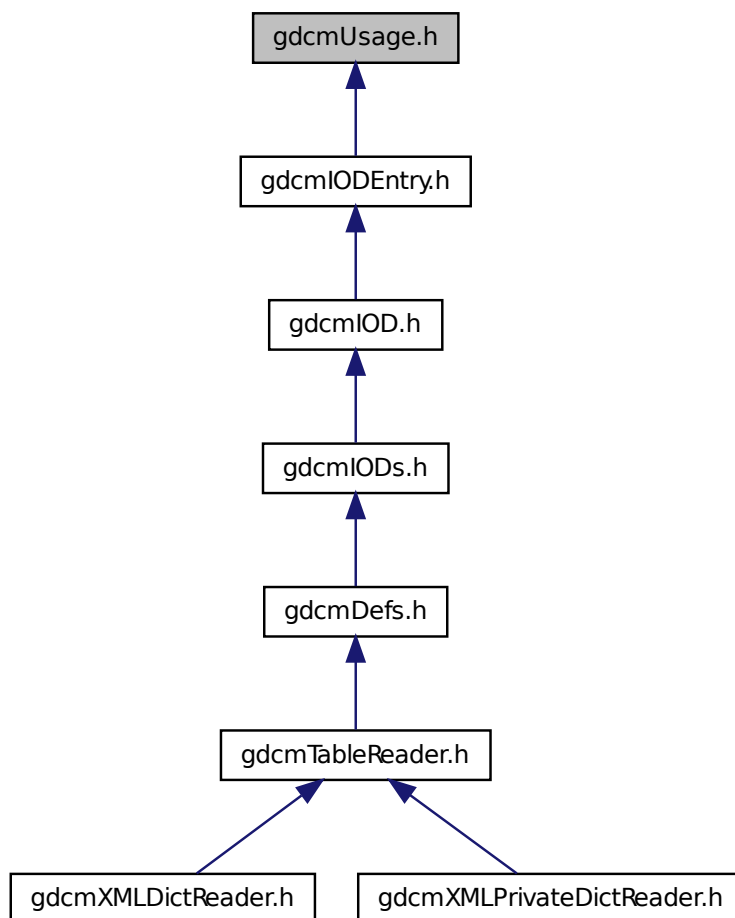 gdcmUsage.h
gdcmIODEntry.h
gdcmIOD.h
gdcmIODs.h
gdcmDefs.h
gdcmTableReader.h
gdcmXMLDictReader.h
gdcmXMLPrivateDictReader.h